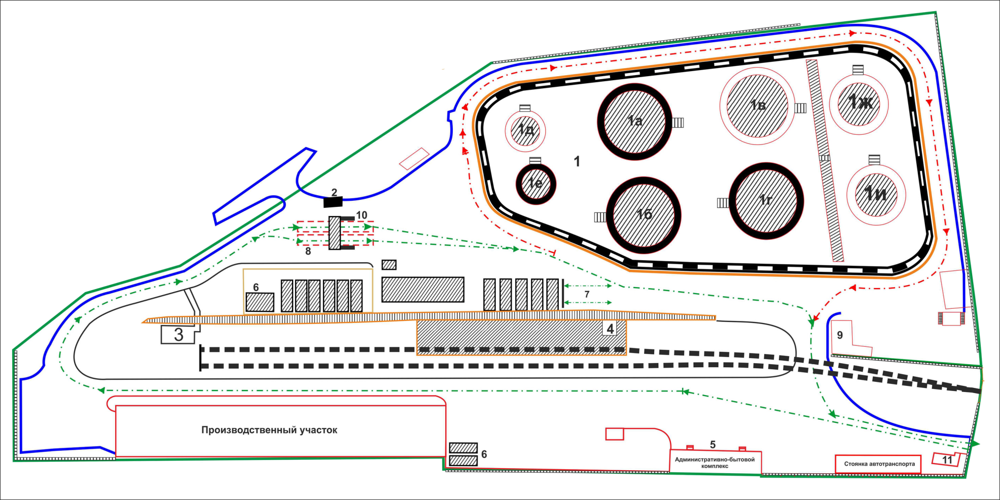 1ж
1в
1а
1д
1
1е
1г
1и
1б
2
10
8
6
7
3
4
9
Производственный участок
6
5
Административно-бытовой
комплекс
Стоянка автотранспорта
11